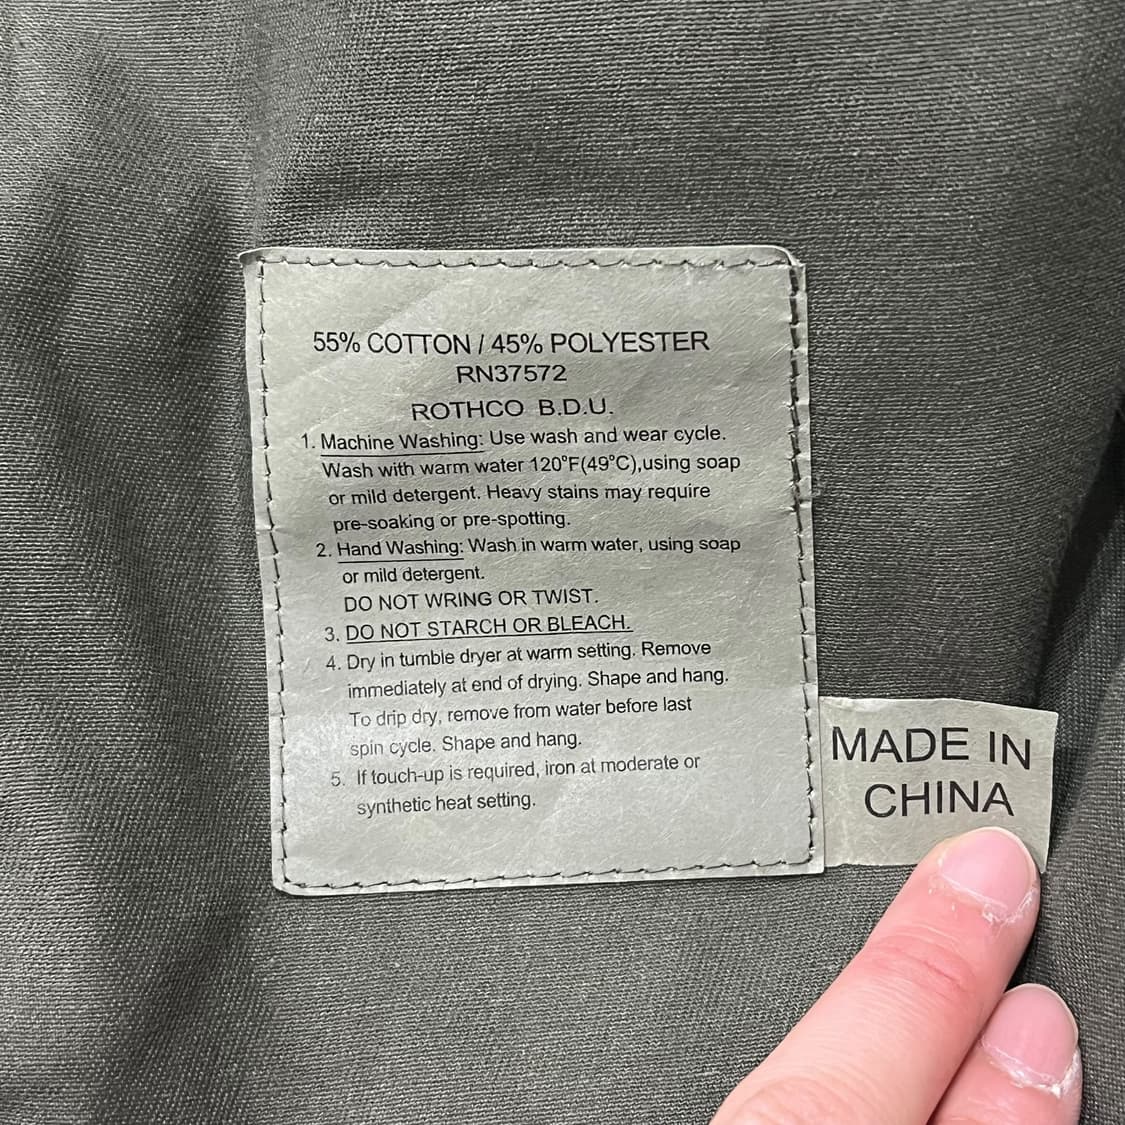 55% COTTON / 45% POLYESTER
RN37572
ROTHCO B.D.U.
1. Machine Washing: Use wash and wear cycle.
Wash with warm water 120°F(49°C),using soap
or mild detergent. Heavy stains may require
pre-soaking or pre-spotting.
2. Hand Washing: Wash in warm water, using soap
or mild detergent.
DO NOT WRING OR TWIST.
3. DO NOT STARCH OR BLEACH.
4. Dry in tumble dryer at warm setting. Remove
immediately at end of drying. Shape and hang.
To drip dry, remove from water before last
spin cycle. Shape and hang.
5. If touch-up is required, iron at moderate or
synthetic heat setting.
MADE IN
CHINA